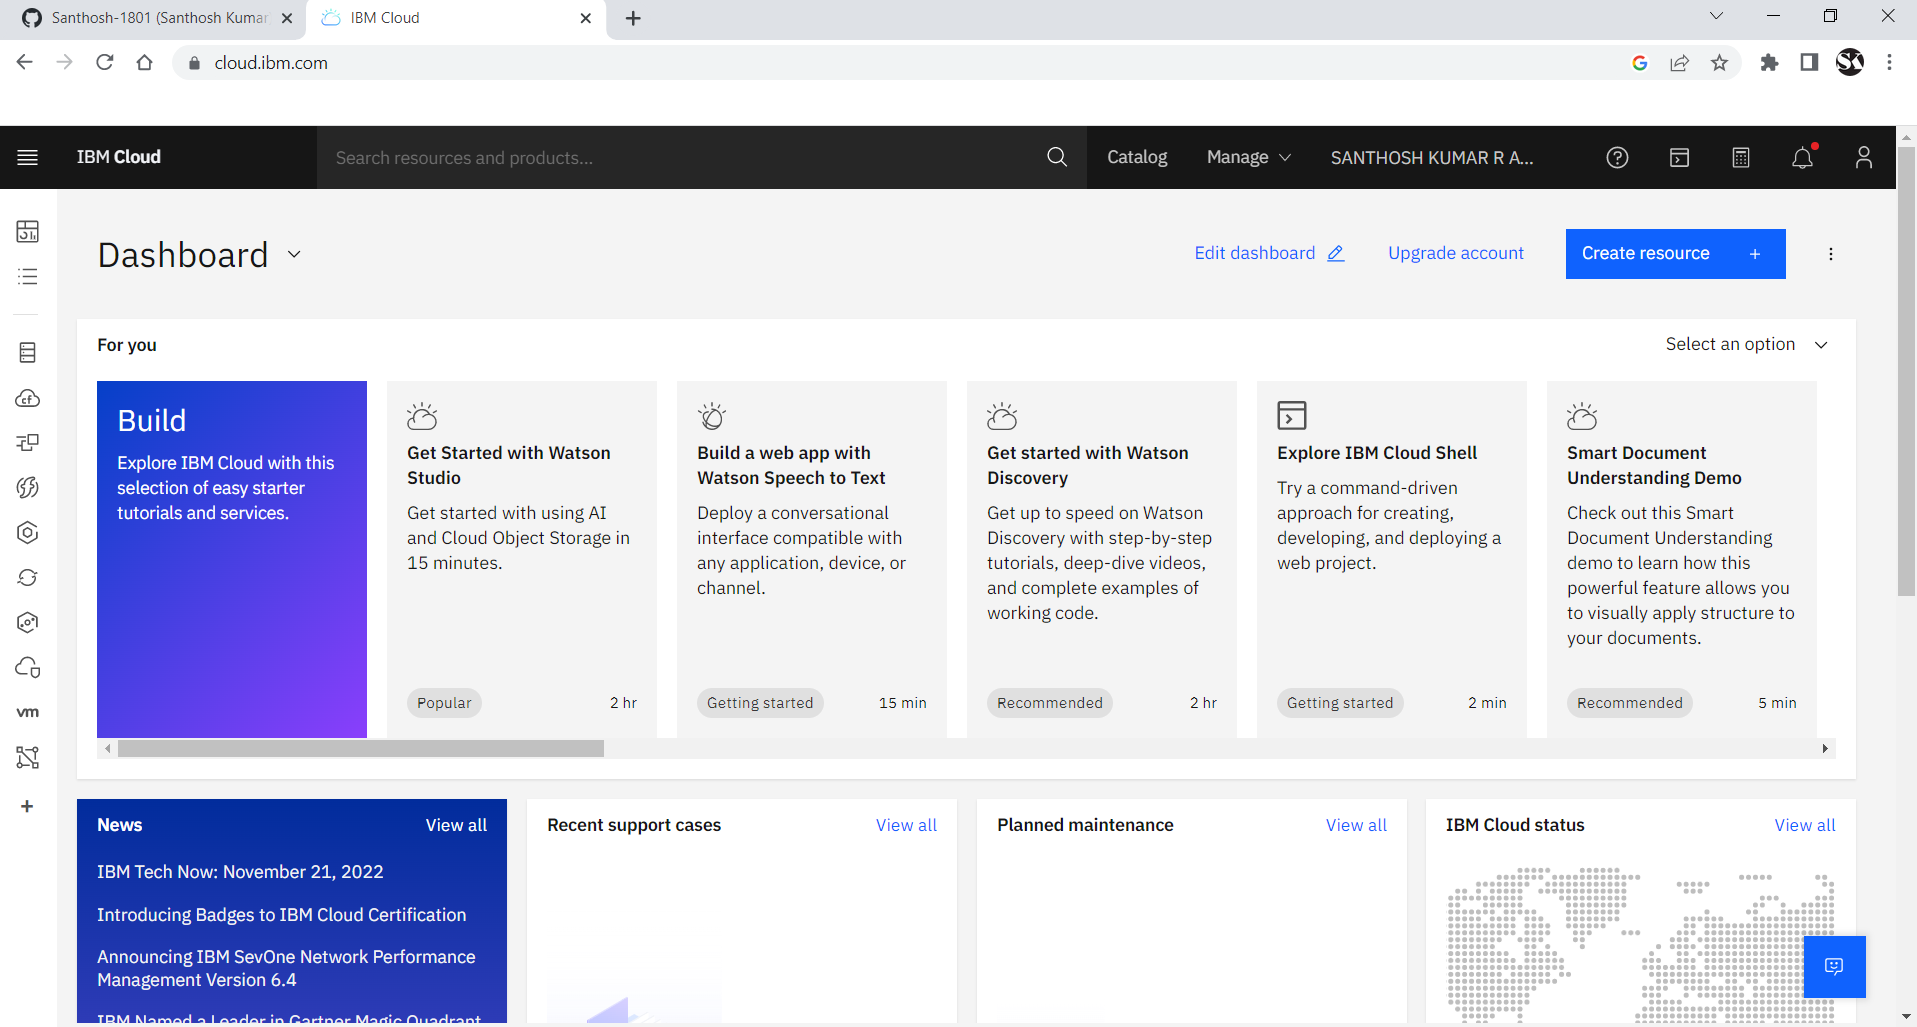 Santhosh-1801 (Santhosh Kumar
IBM Cloud
cloud.ibm.com
SK
IBM Cloud
Search resources and products...
Catalog
Manage
SANTHOSH KUMAR R A...
Dashboard
Edit dashboard
Upgrade account
Create resource +
For you
Select an option
Build
Explore IBM Cloud with this
selection of easy starter
tutorials and services.
Get Started with Watson
Studio
Get started with using AI
and Cloud Object Storage in
15 minutes.
Popular
2 hr
Build a web app with
Watson Speech to Text
Deploy a conversational
interface compatible with
any application, device, or
channel.
Getting started
15 min
Get started with Watson
Discovery
Get up to speed on Watson
Discovery with step-by-step
tutorials, deep-dive videos,
and complete examples of
working code.
Recommended
2 hr
Explore IBM Cloud Shell
Try a command-driven
approach for creating,
developing, and deploying a
web project.
Getting started
2 min
Smart Document
Understanding Demo
Check out this Smart
Document Understanding
demo to learn how this
powerful feature allows you
to visually apply structure to
your documents.
Recommended
5 min
cf
vm
News
View all
IBM Tech Now: November 21, 2022
Introducing Badges to IBM Cloud Certification
Announcing IBM SevOne Network Performance
Management Version 6.4
IBM Named a Leader in Gartner Magic Quadrant
Recent support cases
View all
Planned maintenance
View all
IBM Cloud status
View all